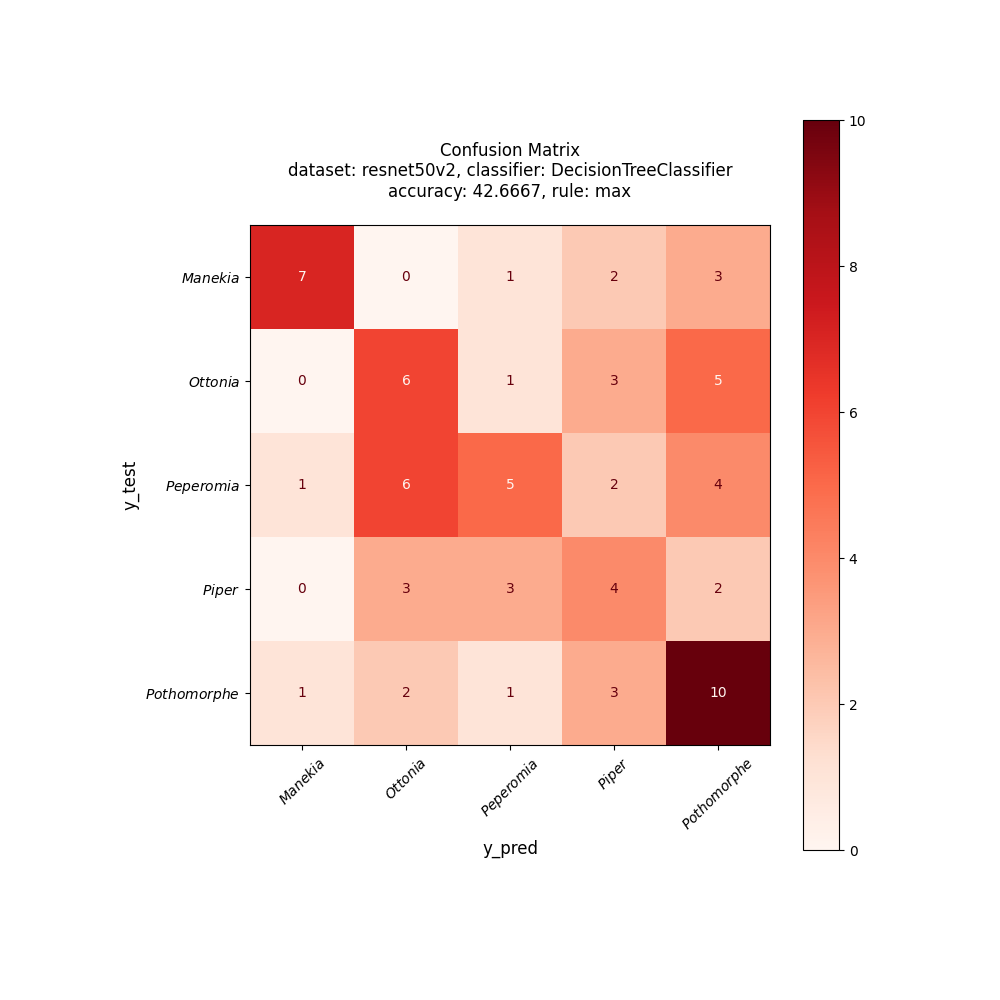 Confusion Matrix
dataset: resnet50v2, classifier: DecisionTreeClassifier
accuracy: 42.6667, rule: max
10
8
6
4
2
0
y_test
Manekia 7 0 1 2 3
Ottonia 0 6 1 3 5
Peperomia 1 6 5 2 4
Piper 0 3 3 4 2
Pothomorphe 1 2 1 3 10
Manekia Ottonia Peperomia Piper Pothomorphe
y_pred